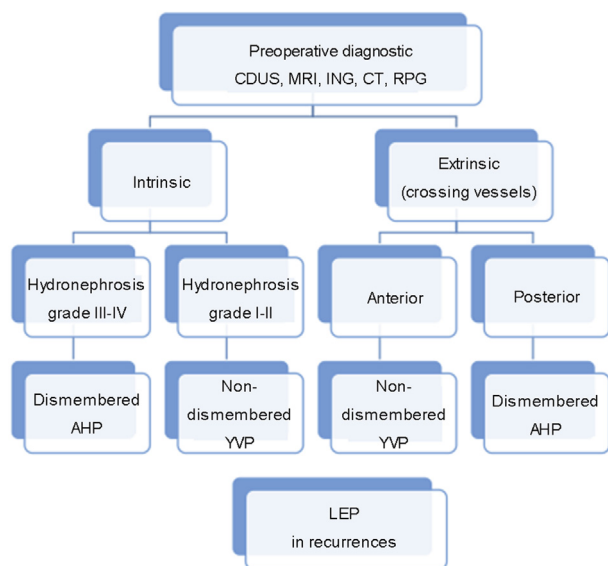 Preoperative diagnostic
CDUS, MRI, ING, CT, RPG
Intrinsic
Extrinsic
(crossing vessels)
Hydronephrosis
grade III-IV
Hydronephrosis
grade I-II
Anterior
Posterior
Dismembered
AHP
Non-
dismembered
YVP
Non-
dismembered
YVP
Dismembered
AHP
LEP
in recurrences